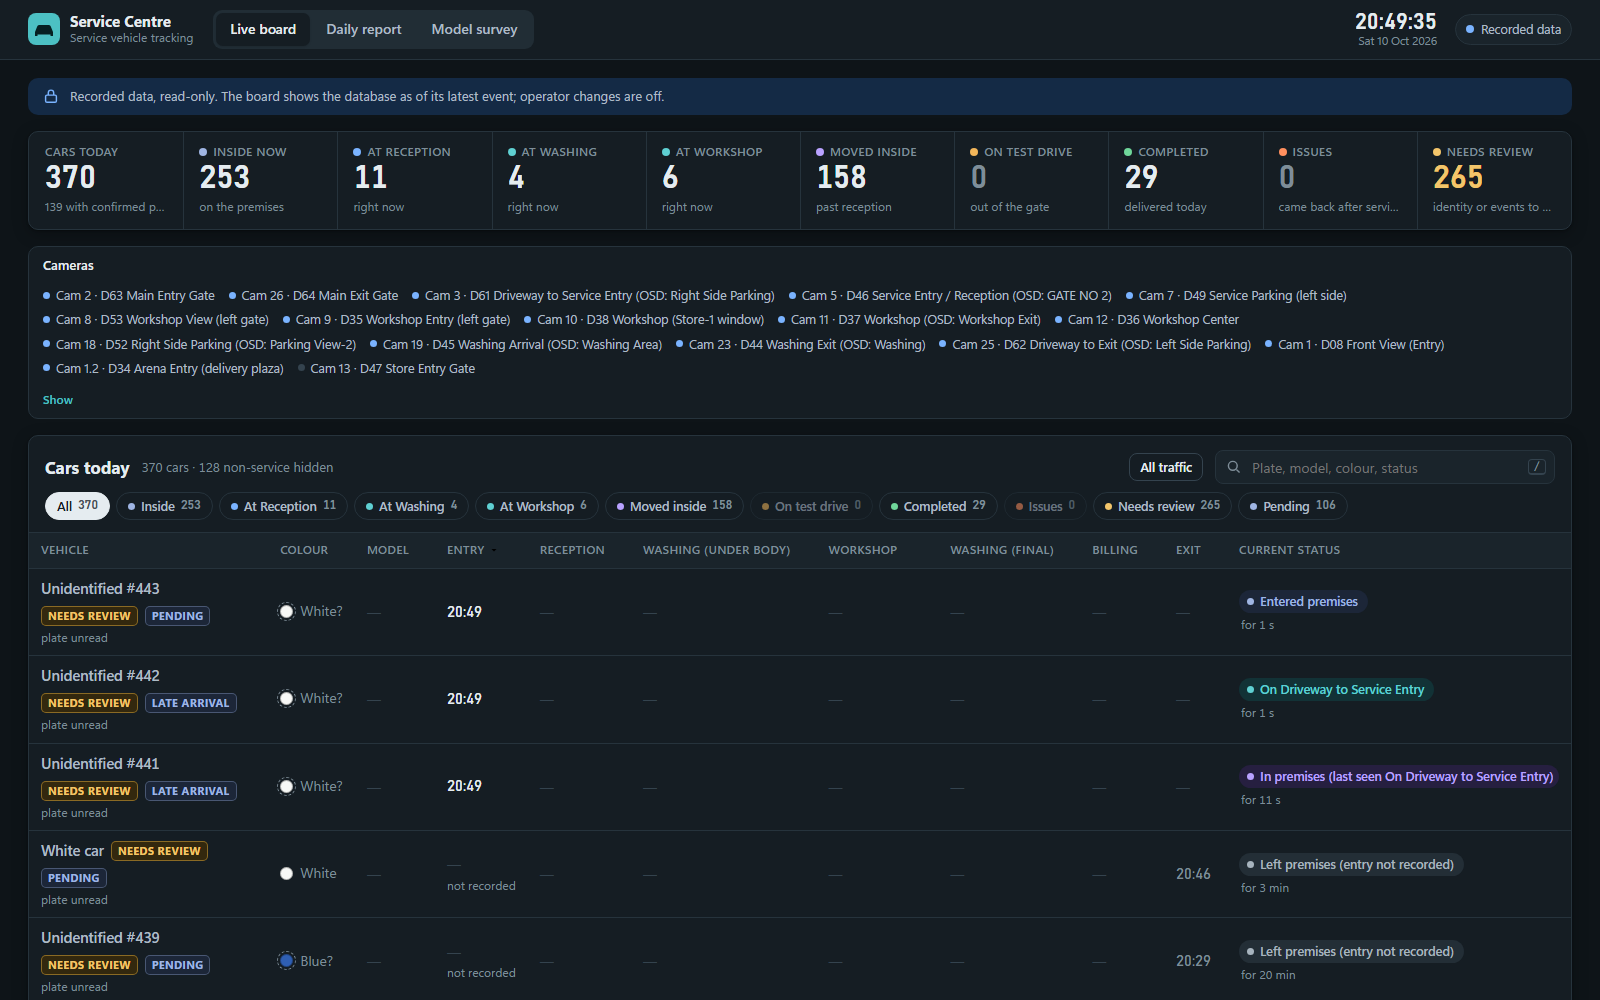 Service Centre
Service vehicle tracking
Live board
Daily report
Model survey
20:49:35
Sat 10 Oct 2026
Recorded data
Recorded data, read-only. The board shows the database as of its latest event; operator changes are off.
CARS TODAY
370
139 with confirmed p...
INSIDE NOW
253
on the premises
AT RECEPTION
11
right now
AT WASHING
4
right now
AT WORKSHOP
6
right now
MOVED INSIDE
158
past reception
ON TEST DRIVE
0
out of the gate
COMPLETED
29
delivered today
ISSUES
0
came back after servi...
NEEDS REVIEW
265
identity or events to ...
Cameras
Cam 2 · D63 Main Entry Gate Cam 26 · D64 Main Exit Gate Cam 3 · D61 Driveway to Service Entry (OSD: Right Side Parking) Cam 5 · D46 Service Entry / Reception (OSD: GATE NO 2) Cam 7 · D49 Service Parking (left side)
Cam 8 · D53 Workshop View (left gate) Cam 9 · D35 Workshop Entry (left gate) Cam 10 · D38 Workshop (Store-1 window) Cam 11 · D37 Workshop (OSD: Workshop Exit) Cam 12 · D36 Workshop Center
Cam 18 · D52 Right Side Parking (OSD: Parking View-2) Cam 19 · D45 Washing Arrival (OSD: Washing Area) Cam 23 · D44 Washing Exit (OSD: Washing) Cam 25 · D62 Driveway to Exit (OSD: Left Side Parking) Cam 1 · D08 Front View (Entry)
Cam 1.2 · D34 Arena Entry (delivery plaza) Cam 13 · D47 Store Entry Gate
Show
Cars today 370 cars · 128 non-service hidden
All traffic
Plate, model, colour, status /
All 370 Inside 253 At Reception 11 At Washing 4 At Workshop 6 Moved inside 158 On test drive 0 Completed 29 Issues 0 Needs review 265 Pending 106
VEHICLE COLOUR MODEL ENTRY RECEPTION WASHING (UNDER BODY) WORKSHOP WASHING (FINAL) BILLING EXIT CURRENT STATUS
Unidentified #443
NEEDS REVIEW PENDING
plate unread
White? — 20:49 — — — — — —
Entered premises
for 1 s
Unidentified #442
NEEDS REVIEW LATE ARRIVAL
plate unread
White? — 20:49 — — — — — —
On Driveway to Service Entry
for 1 s
Unidentified #441
NEEDS REVIEW LATE ARRIVAL
plate unread
White? — 20:49 — — — — — —
In premises (last seen On Driveway to Service Entry)
for 11 s
White car NEEDS REVIEW
PENDING
plate unread
White — —
not recorded
— — — — — 20:46
Left premises (entry not recorded)
for 3 min
Unidentified #439
NEEDS REVIEW PENDING
plate unread
Blue? — —
not recorded
— — — — — 20:29
Left premises (entry not recorded)
for 20 min